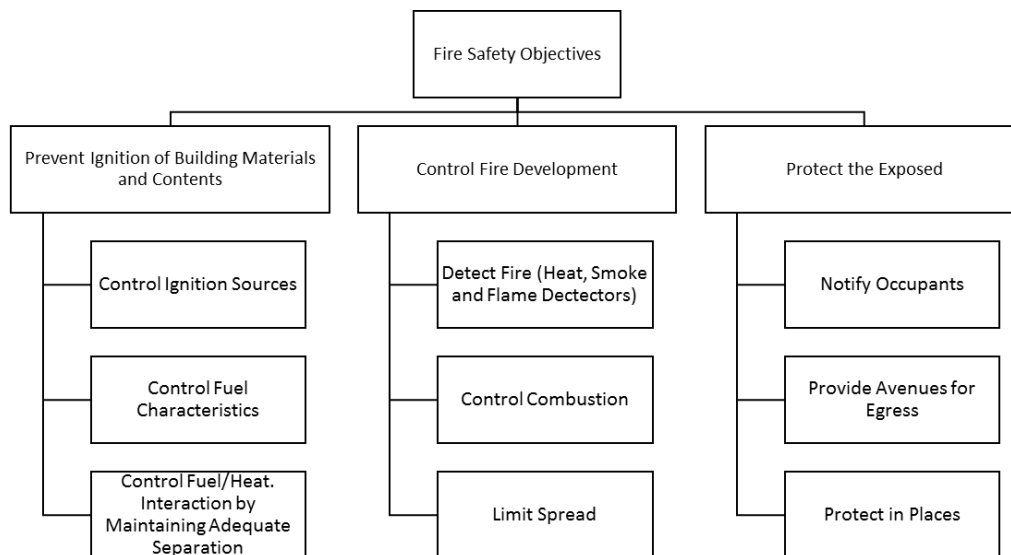 Fire Safety Objectives
Prevent Ignition of Building Materials
and Contents
Control Fire Development
Protect the Exposed
Control Ignition Sources
Detect Fire (Heat, Smoke
and Flame Dectectors)
Notify Occupants
Control Fuel
Characteristics
Control Combustion
Provide Avenues for
Egress
Control Fuel/Heat.
Interaction by
Maintaining Adequate
Separation
Limit Spread
Protect in Places